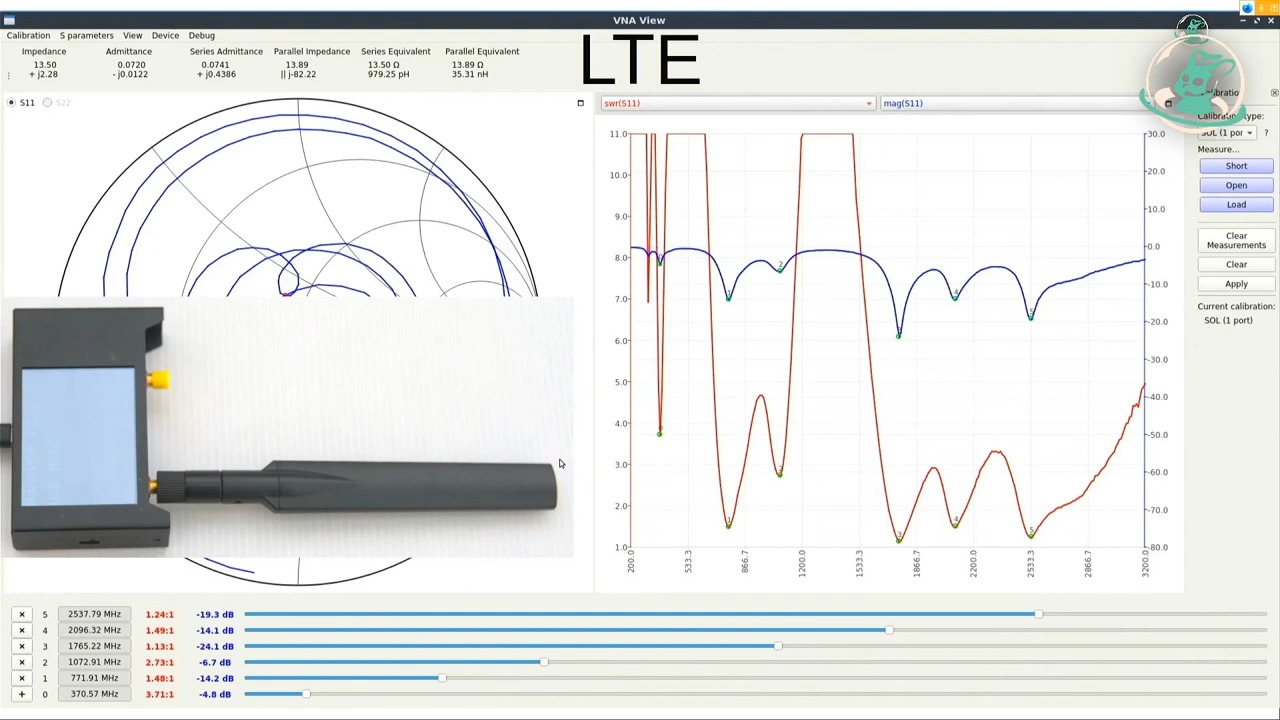 VNA View
Calibration S parameters View Device Debug
LTE
Impedance Admittance Series Admittance Parallel Impedance Series Equivalent Parallel Equivalent
13.50 0.0720 0.0741 13.89 13.50 Ω 13.89 Ω
+ j2.28 - j0.0122 + j0.4386 || j-82.22 979.25 pH 35.31 nH
S11 S22
swr(S11) mag(S11)
Calibration type:
SOL (1 por ?
Measure...
Short
Open
Load
Clear
Measurements
Clear
Apply
Current calibration:
SOL (1 port)
11.0 30.0
10.0 20.0
9.0 10.0
8.0 0.0
7.0 -10.0
6.0 -20.0
5.0 -30.0
4.0 -40.0
3.0 -50.0
2.0 -60.0
1.0 -70.0
-80.0
200.0 533.3 866.7 1200.0 1533.3 1866.7 2200.0 2533.3 2866.7 3200.0
× 5 2537.79 MHz 1.24:1 -19.3 dB
× 4 2096.32 MHz 1.49:1 -14.1 dB
× 3 1765.22 MHz 1.13:1 -24.1 dB
× 2 1072.91 MHz 2.73:1 -6.7 dB
× 1 771.91 MHz 1.48:1 -14.2 dB
+ 0 370.57 MHz 3.71:1 -4.8 dB